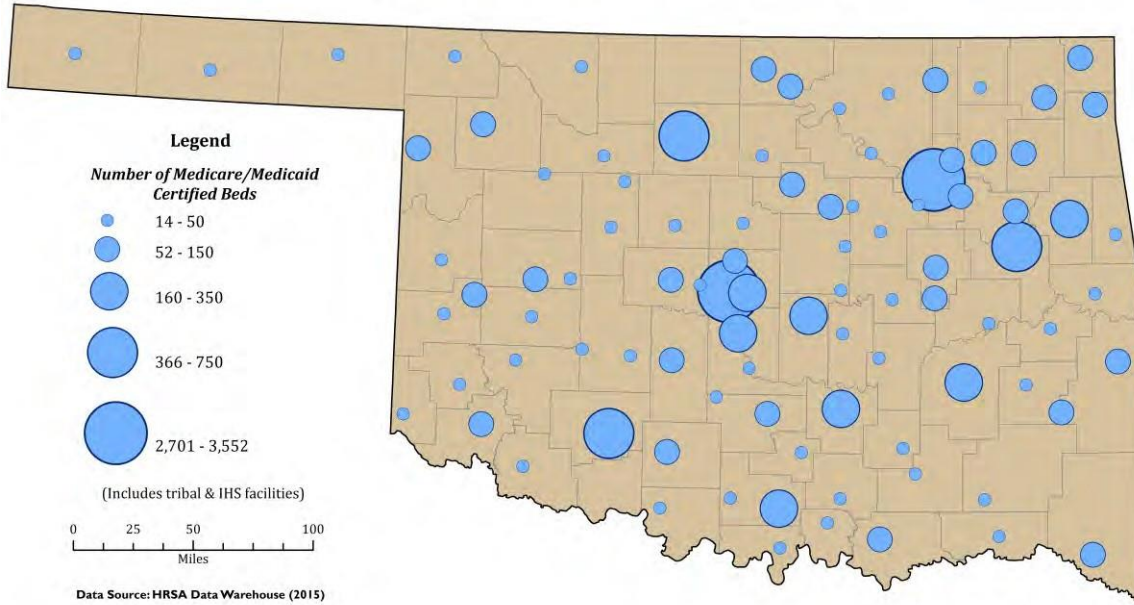 Legend
Number of Medicare/Medicaid
Certified Beds
14 - 50
52 - 150
160 - 350
366 - 750
2,701 - 3,552
(Includes tribal & IHS facilities)
0 25 50 100
Miles
Data Source: HRSA Data Warehouse (2015)